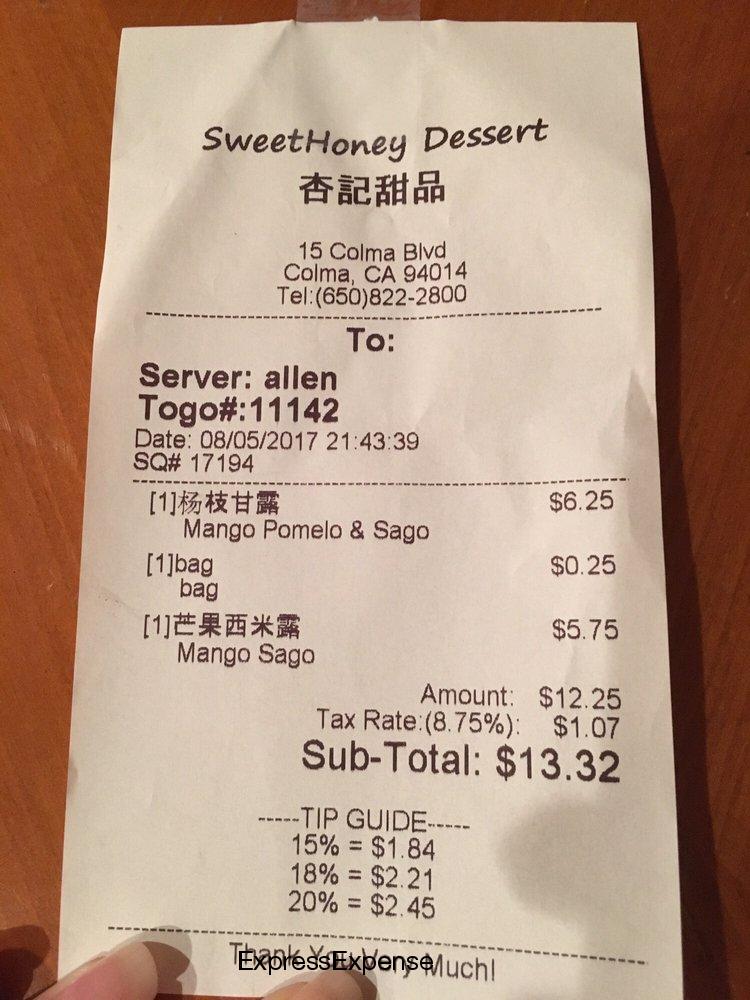 SweetHoney Dessert
杏記甜品
15 Colma Blvd
Colma, CA 94014
Tel:(650)822-2800
To:
Server: allen
Togo#:11142
Date: 08/05/2017 21:43:39
SQ# 17194
[1]杨枝甘露 $6.25
Mango Pomelo & Sago
[1]bag $0.25
bag
[1]芒果西米露 $5.75
Mango Sago
Amount: $12.25
Tax Rate:(8.75%): $1.07
Sub-Total: $13.32
-----TIP GUIDE-----
15% = $1.84
18% = $2.21
20% = $2.45
Thank You Very Much!
ExpressExpense